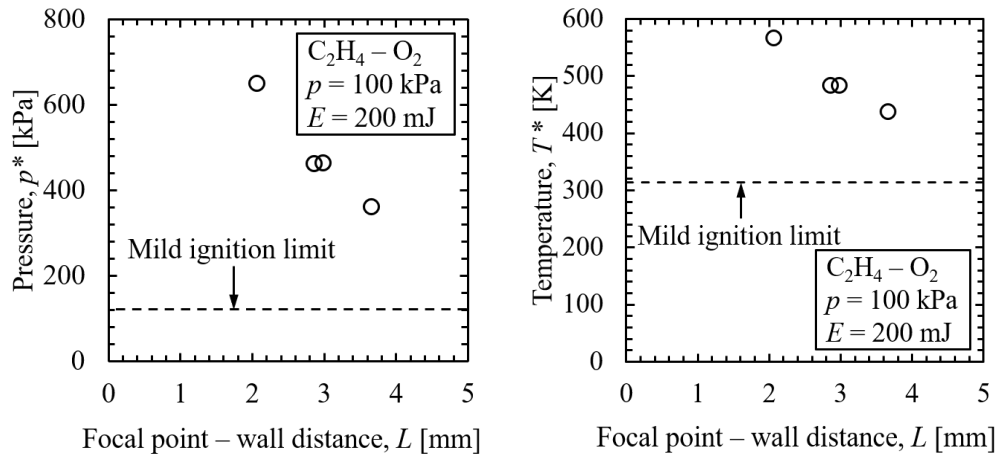 Pressure, p* [kPa]
800
600
400
200
0
C₂H₄ – O₂
p = 100 kPa
E = 200 mJ
Mild ignition limit
0 1 2 3 4 5
Focal point – wall distance, L [mm]
Temperature, T* [K]
600
500
400
300
200
100
0
Mild ignition limit
C₂H₄ – O₂
p = 100 kPa
E = 200 mJ
0 1 2 3 4 5
Focal point – wall distance, L [mm]